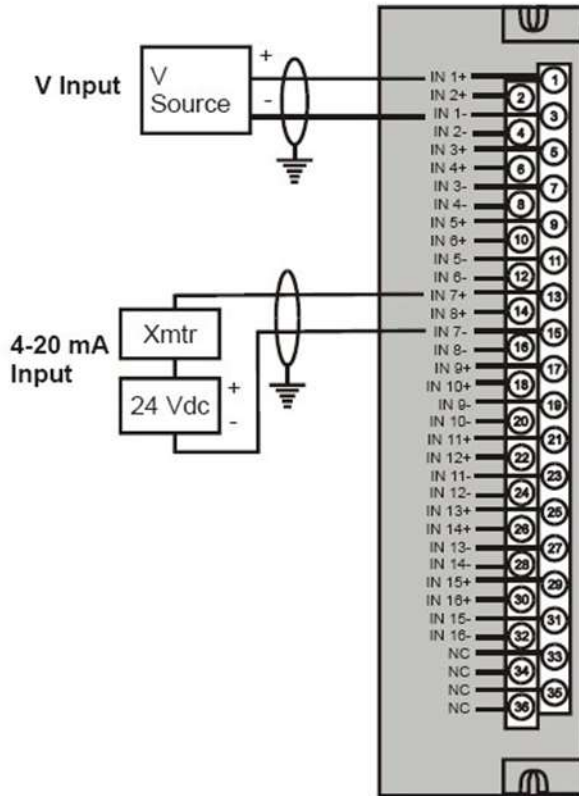 V Input
V
Source
+
-
4-20 mA
Input
Xmtr
24 Vdc
+
-
IN 1+
IN 2+
IN 1-
IN 2-
IN 3+
IN 4+
IN 3-
IN 4-
IN 5+
IN 6+
IN 5-
IN 6-
IN 7+
IN 8+
IN 7-
IN 8-
IN 9+
IN 10+
IN 9-
IN 10-
IN 11+
IN 12+
IN 11-
IN 12-
IN 13+
IN 14+
IN 13-
IN 14-
IN 15+
IN 16+
IN 15-
IN 16-
NC
NC
NC
NC
1
2
3
4
5
6
7
8
9
10
11
12
13
14
15
16
17
18
19
20
21
22
23
24
25
26
27
28
29
30
31
32
33
34
35
36